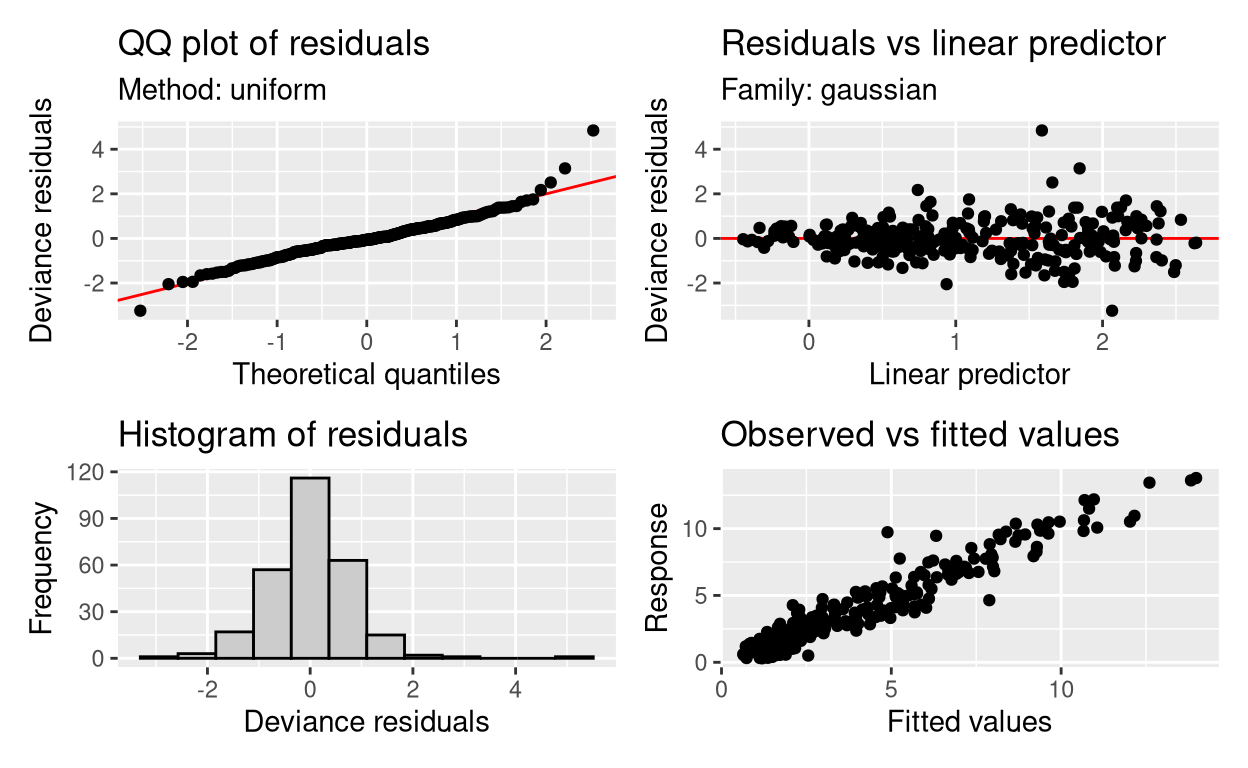 QQ plot of residuals
Method: uniform
Deviance residuals
4
2
0
-2
-2
-1
0
1
2
Theoretical quantiles
Residuals vs linear predictor
Family: gaussian
Deviance residuals
4
2
0
-2
0
1
2
Linear predictor
Histogram of residuals
Frequency
120
90
60
30
0
-2
0
2
4
Deviance residuals
Observed vs fitted values
Response
10
5
0
0
5
10
Fitted values